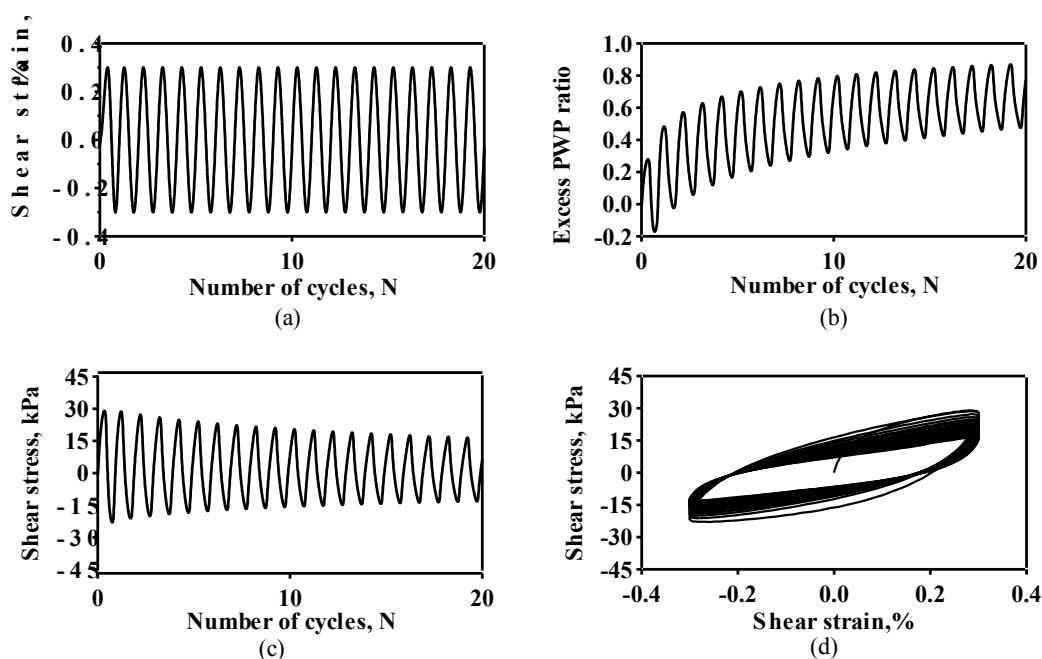 Shear strain, %
0.4
0.2
0.0
-0.2
-0.4
0 10 20
Number of cycles, N
(a)
Excess PWP ratio
1.0
0.8
0.6
0.4
0.2
0.0
-0.2
0 10 20
Number of cycles, N
(b)
Shear stress, kPa
45
30
15
0
-15
-30
-45
0 10 20
Number of cycles, N
(c)
Shear stress, kPa
45
30
15
0
-15
-30
-45
-0.4 -0.2 0.0 0.2 0.4
Shear strain,%
(d)